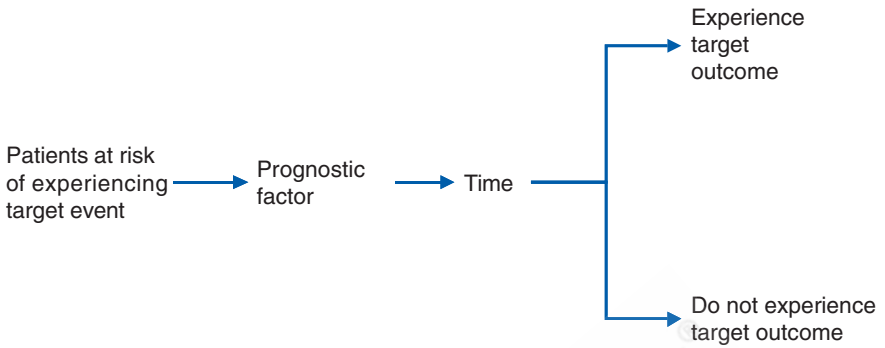 Experience
target
outcome
Patients at risk
of experiencing
target event
Prognostic
factor
Time
Do not experience
target outcome